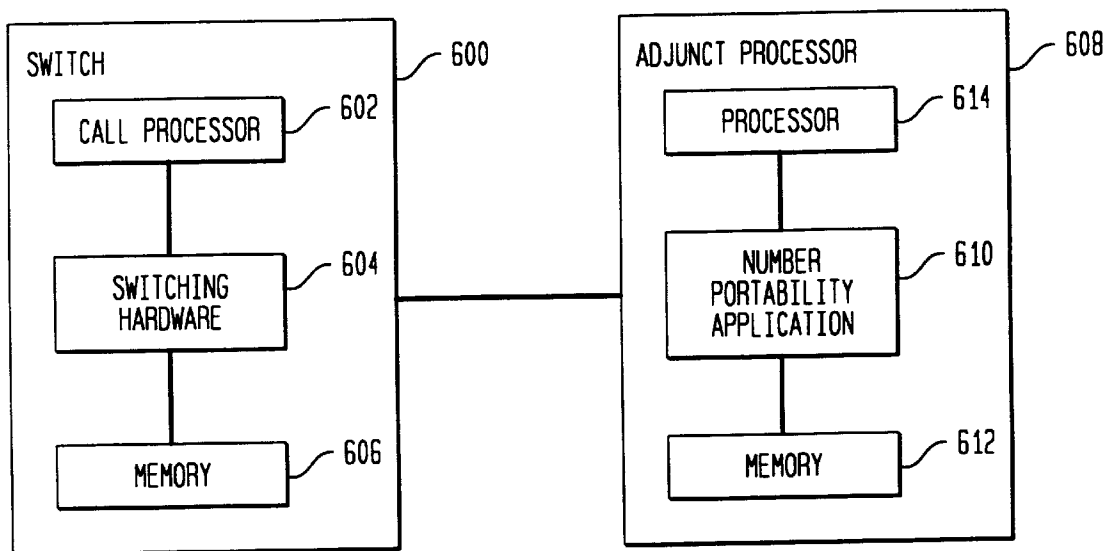 SWITCH
600
CALL PROCESSOR
602
SWITCHING
HARDWARE
604
MEMORY
606
ADJUNCT PROCESSOR
608
PROCESSOR
614
NUMBER
PORTABILITY
APPLICATION
610
MEMORY
612